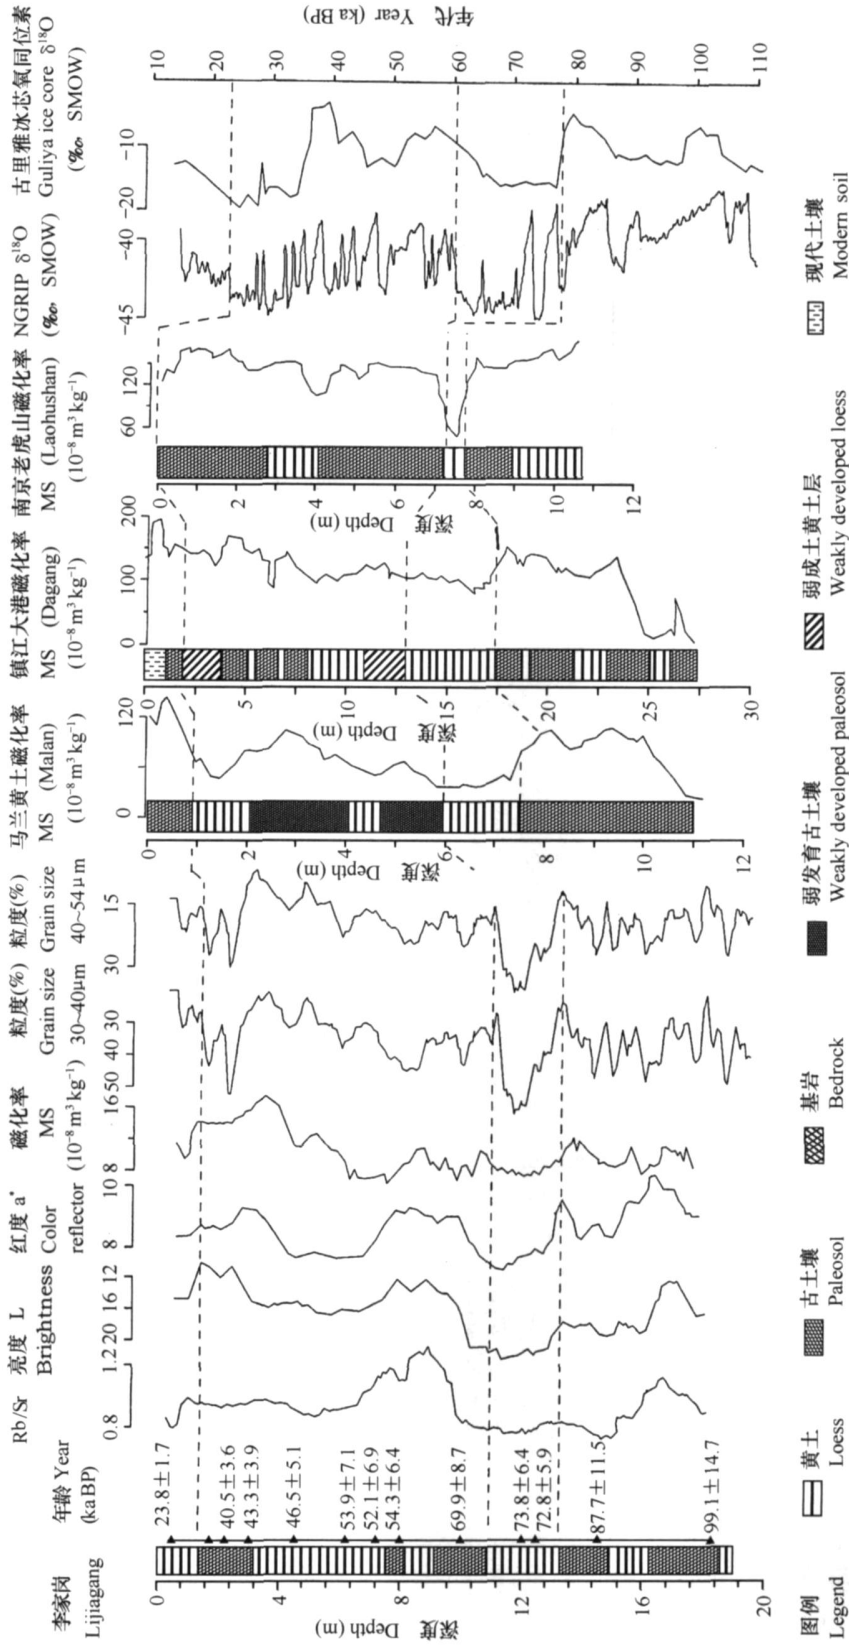 李家岗
Lijiagang
深度 Depth (m)
0
4
8
12
16
20
年龄 Year
(ka BP)
23.8±1.7
40.5±3.6
43.3±3.9
46.5±5.1
53.9±7.1
52.1±6.9
54.3±6.4
69.9±8.7
73.8±6.4
72.8±5.9
87.7±11.5
99.1±14.7
Rb/Sr
0.8
1.2
亮度 L
Brightness
20
16
12
红度 a*
Color
reflector
8
10
磁化率
MS
(10⁻⁸ m³ kg⁻¹)
8
16
粒度(%)
Grain size
30~40μm
50
40
30
粒度(%)
Grain size
40~54μm
30
15
马兰黄土磁化率
MS (Malan)
(10⁻⁸ m³ kg⁻¹)
0
120
深度 Depth (m)
0
2
4
6
8
10
12
镇江大港磁化率
MS (Dagang)
(10⁻⁸ m³ kg⁻¹)
0
100
200
深度 Depth (m)
0
5
10
15
20
25
30
南京老虎山磁化率
MS (Laohushan)
(10⁻⁸ m³ kg⁻¹)
60
120
深度 Depth (m)
0
2
4
6
8
10
12
NGRIP δ¹⁸O
(‰, SMOW)
−45
−40
古里雅冰芯氧同位素
Guliya ice core δ¹⁸O
(‰, SMOW)
−20
−10
年代 Year (ka BP)
10
20
30
40
50
60
70
80
90
100
110
图例
Legend
黄土
Loess
古土壤
Paleosol
基岩
Bedrock
弱发育古土壤
Weakly developed paleosol
弱成土黄土层
Weakly developed loess
现代土壤
Modern soil